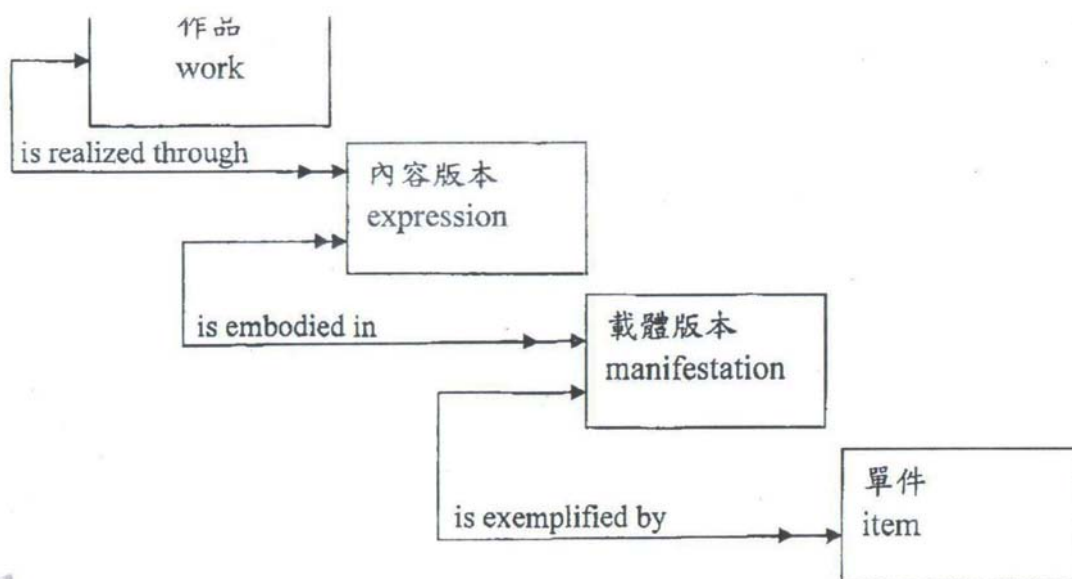 作品
work
is realized through
內容版本
expression
is embodied in
載體版本
manifestation
is exemplified by
單件
item